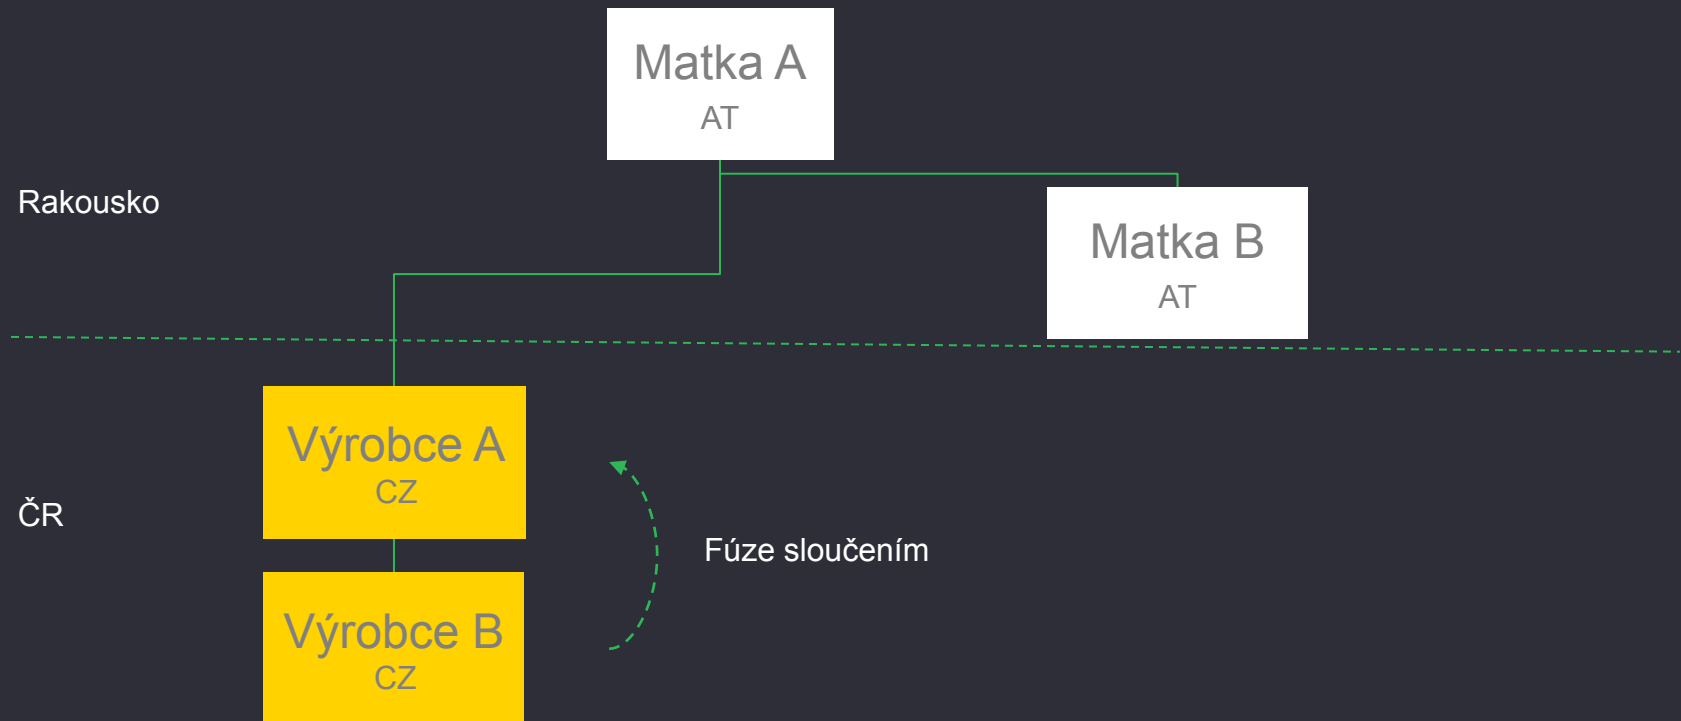 Matka A
AT
Rakousko
Matka B
AT
Výrobce A
CZ
ČR
Fúze sloučením
Výrobce B
CZ